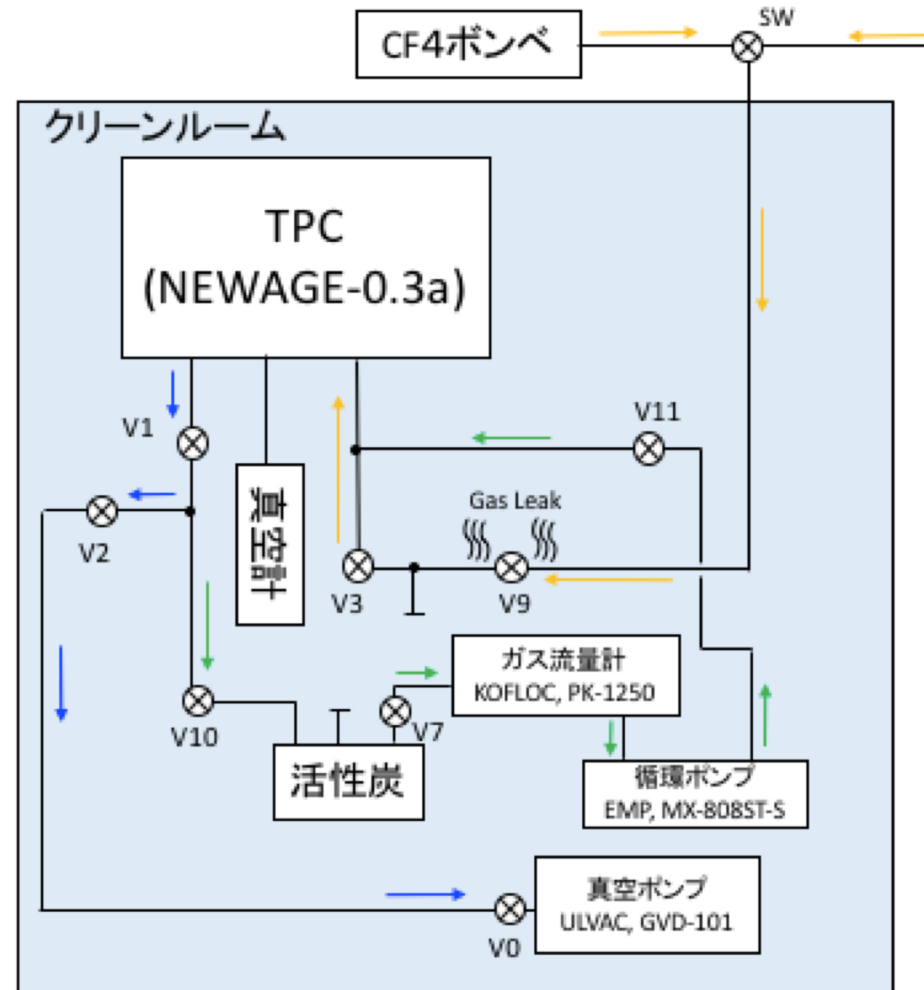 CF4ボンベ
SW
クリーンルーム
TPC
(NEWAGE-0.3a)
V1
V11
真空計
Gas Leak
V2
V3
V9
ガス流量計
KOFLOC, PK-1250
V10
V7
活性炭
循環ポンプ
EMP, MX-808ST-S
真空ポンプ
ULVAC, GVD-101
V0